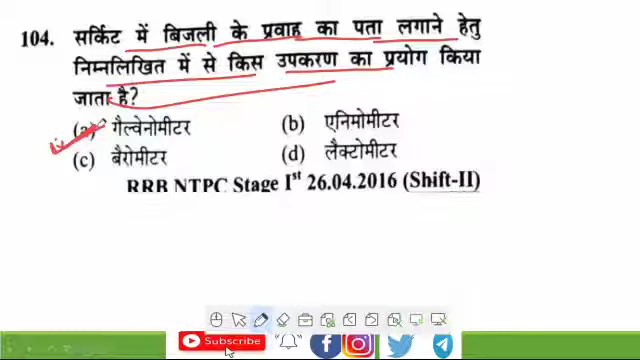 104. सर्किट में बिजली के प्रवाह का पता लगाने हेतु
निम्नलिखित में से किस उपकरण का प्रयोग किया
जाता है?
(a) गैल्वेनोमीटर (b) एनिमोमीटर
(c) बैरोमीटर (d) लैक्टोमीटर
RRB NTPC Stage Ist 26.04.2016 (Shift-II)
Subscribe